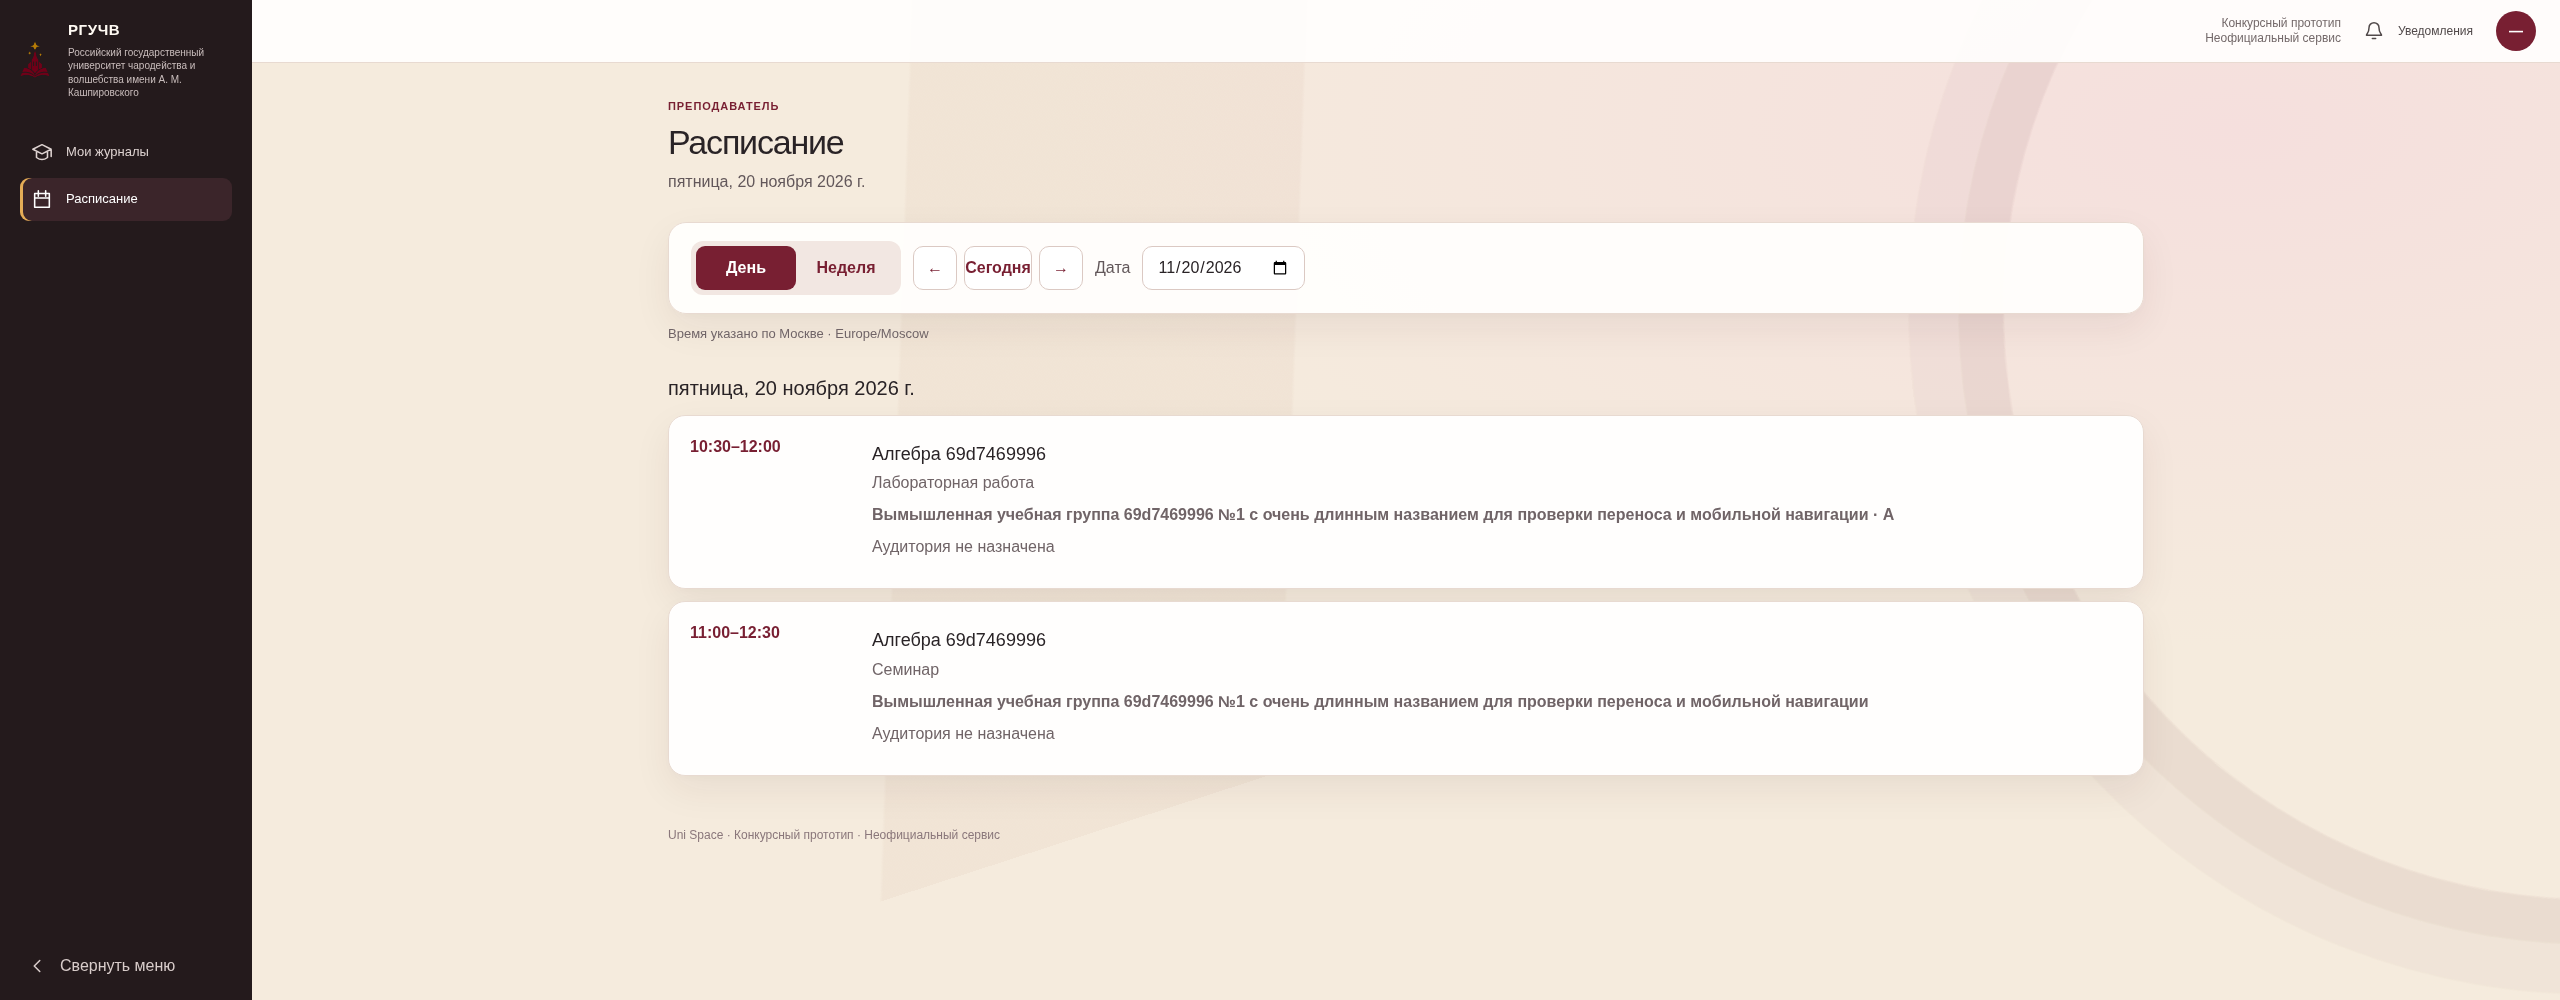 РГУЧВ
Российский государственный
университет чародейства и
волшебства имени А. М.
Кашпировского
Мои журналы
Расписание
Свернуть меню
Конкурсный прототип
Неофициальный сервис
Уведомления
ПРЕПОДАВАТЕЛЬ
Расписание
пятница, 20 ноября 2026 г.
День Неделя ← Сегодня → Дата 11/20/2026
Время указано по Москве · Europe/Moscow
пятница, 20 ноября 2026 г.
10:30–12:00
Алгебра 69d7469996
Лабораторная работа
Вымышленная учебная группа 69d7469996 №1 с очень длинным названием для проверки переноса и мобильной навигации · А
Аудитория не назначена
11:00–12:30
Алгебра 69d7469996
Семинар
Вымышленная учебная группа 69d7469996 №1 с очень длинным названием для проверки переноса и мобильной навигации
Аудитория не назначена
Uni Space · Конкурсный прототип · Неофициальный сервис